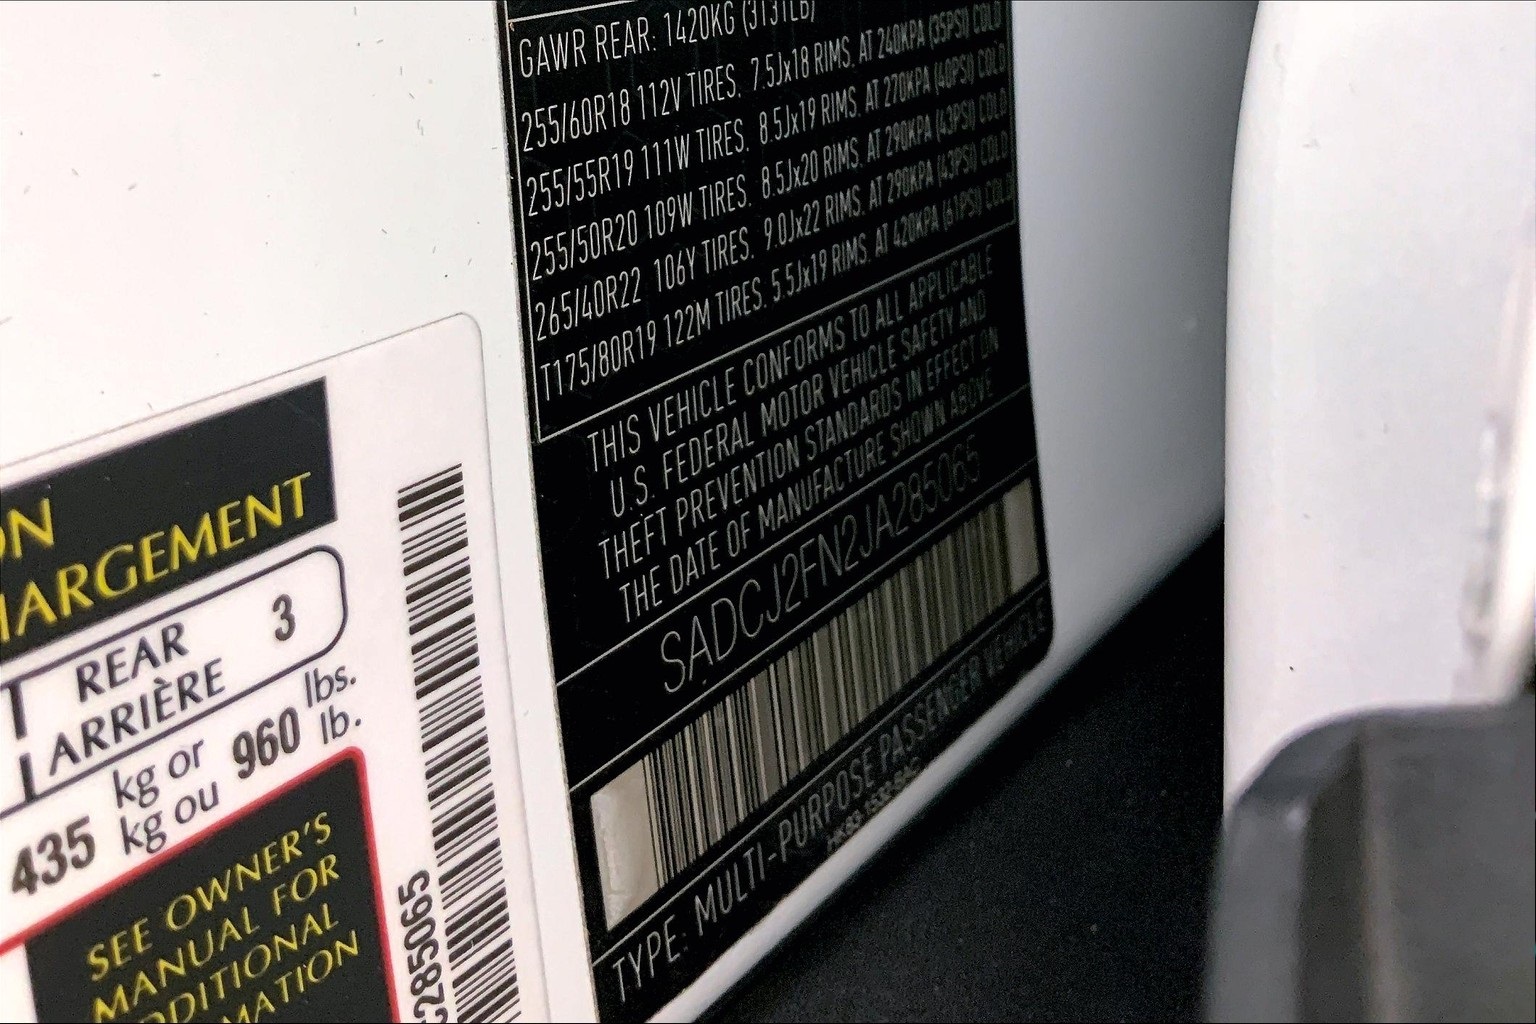 GAWR REAR: 1420KG (3131LB)
255/60R18 112V TIRES. 7.5Jx18 RIMS. AT 240KPA (35PSI) COLD
255/55R19 111W TIRES. 8.5Jx19 RIMS. AT 270KPA (40PSI) COLD
255/50R20 109W TIRES. 8.5Jx20 RIMS. AT 290KPA (43PSI) COLD
265/40R22 106Y TIRES. 9.0Jx22 RIMS. AT 290KPA (43PSI) COLD
T175/80R19 122M TIRES. 5.5Jx19 RIMS. AT 420KPA (61PSI) COLD
THIS VEHICLE CONFORMS TO ALL APPLICABLE
U.S. FEDERAL MOTOR VEHICLE SAFETY AND
THEFT PREVENTION STANDARDS IN EFFECT ON
THE DATE OF MANUFACTURE SHOWN ABOVE
SADCJ2FN2JA285065
TYPE: MULTI-PURPOSE PASSENGER VEHICLE
ON
HARGEMENT
REAR 3
ARRIÈRE
435 kg or 960 lbs.
kg ou lb.
SEE OWNER'S
MANUAL FOR
DDITIONAL
MATION
285065